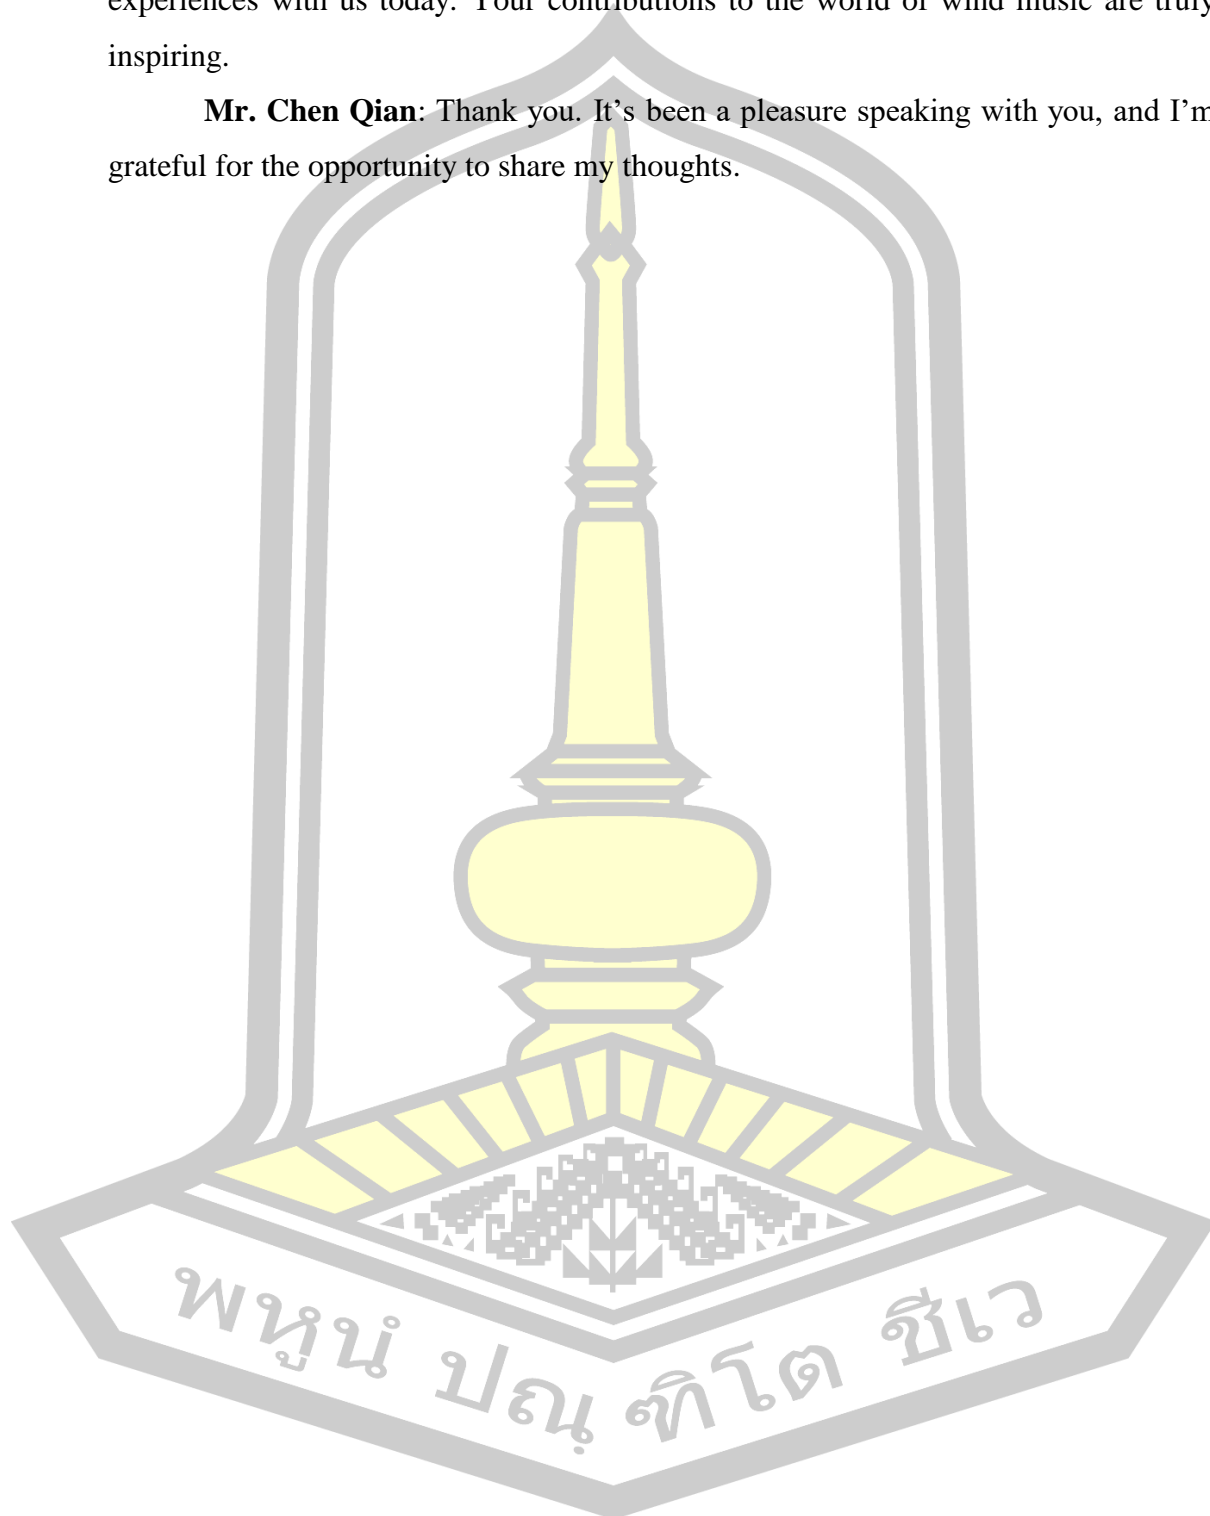 experiences with us today. Your contributions to the world of wind music are truly
inspiring.
Mr. Chen Qian: Thank you. It’s been a pleasure speaking with you, and I’m
grateful for the opportunity to share my thoughts.
พหูนํ ปณฺฑิโต ชีเว